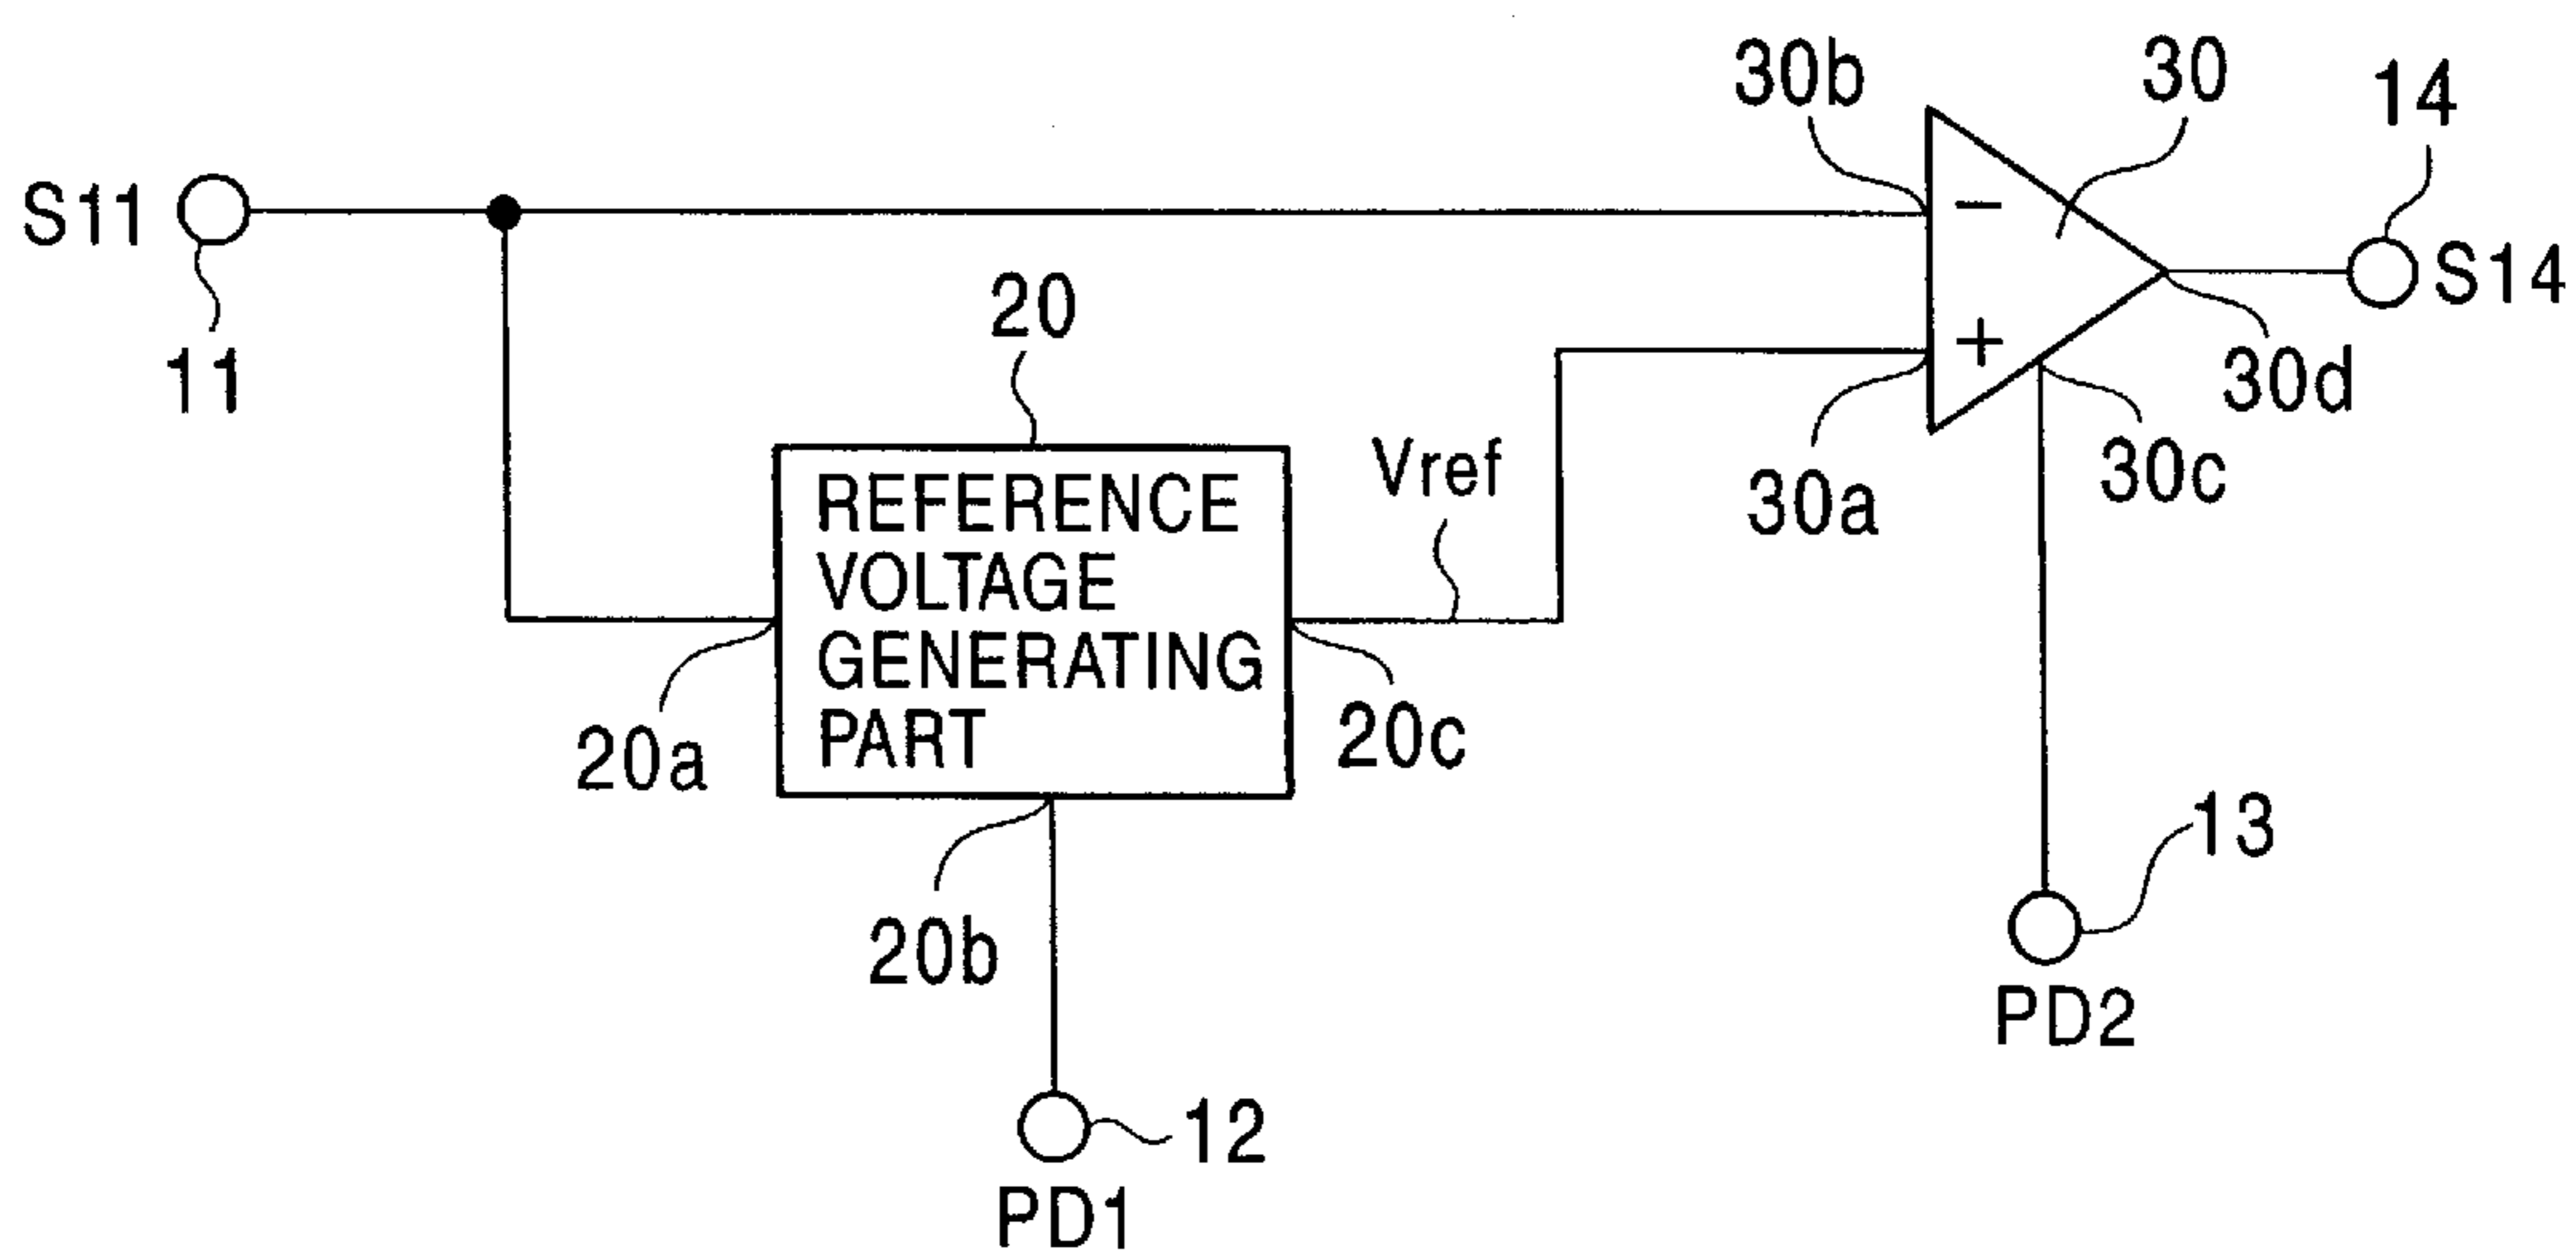 30b
30
14
S11
−
S14
11
20
+
30d
Vref
30a
30c
REFERENCE
VOLTAGE
GENERATING
PART
20a
20c
13
20b
PD2
12
PD1